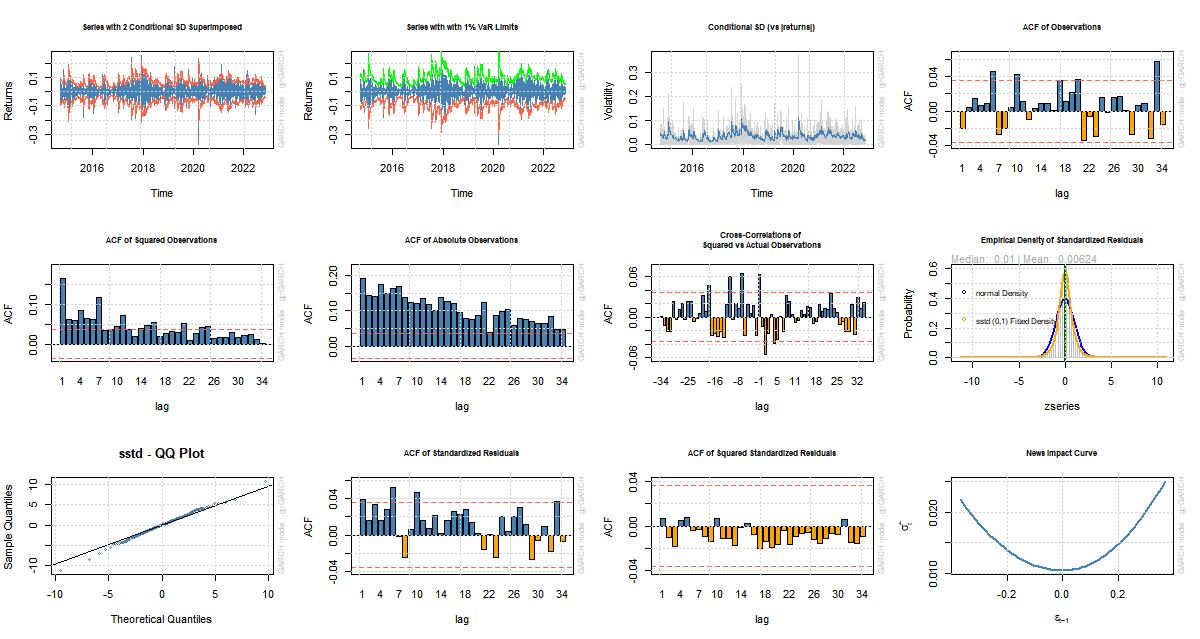 Series with 2 Conditional SD Superimposed
Returns
-0.3 -0.1 0.1
2016 2018 2020 2022
Time
GARCH model : gjrGARCH
Series with with 1% VaR Limits
Returns
-0.3 -0.1 0.1
2016 2018 2020 2022
Time
GARCH model : gjrGARCH
Conditional SD (vs |returns|)
Volatility
0.0 0.1 0.2 0.3
2016 2018 2020 2022
Time
GARCH model : gjrGARCH
ACF of Observations
ACF
-0.04 0.00 0.04
1 4 7 10 14 18 22 26 30 34
lag
GARCH model : gjrGARCH
ACF of Squared Observations
ACF
0.00 0.10
1 4 7 10 14 18 22 26 30 34
lag
GARCH model : gjrGARCH
ACF of Absolute Observations
ACF
0.00 0.10 0.20
1 4 7 10 14 18 22 26 30 34
lag
GARCH model : gjrGARCH
Cross-Correlations of
Squared vs Actual Observations
ACF
-0.06 0.00 0.06
-34 -25 -16 -8 -1 5 11 18 25 32
lag
GARCH model : gjrGARCH
Empirical Density of Standardized Residuals
Median: 0.01 | Mean: 0.00624
Probability
0.0 0.2 0.4 0.6
normal Density
sstd (0,1) Fitted Density
-10 -5 0 5 10
zseries
GARCH model : gjrGARCH
sstd - QQ Plot
Sample Quantiles
-10 0 5 10
-10 -5 0 5 10
Theoretical Quantiles
GARCH model : gjrGARCH
ACF of Standardized Residuals
ACF
-0.04 0.00 0.04
1 4 7 10 14 18 22 26 30 34
lag
GARCH model : gjrGARCH
ACF of Squared Standardized Residuals
ACF
-0.04 0.00 0.04
1 4 7 10 14 18 22 26 30 34
lag
GARCH model : gjrGARCH
News Impact Curve
σt²
0.010 0.020
-0.2 0.0 0.2
εt−1
GARCH model : gjrGARCH